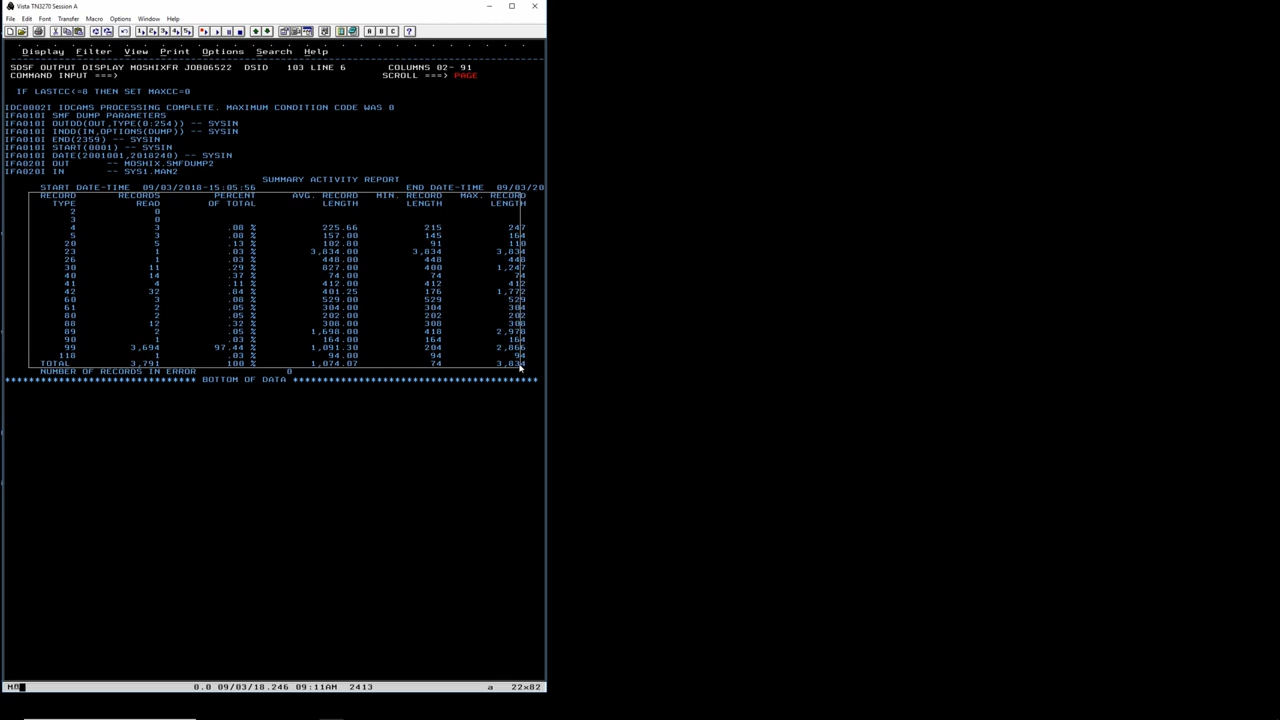 Vista TN3270 Session A
File Edit Font Transfer Macro Options Window Help
Display Filter View Print Options Search Help
SDSF OUTPUT DISPLAY MOSHIXFR JOB06522 DSID 103 LINE 6 COLUMNS 02- 91
COMMAND INPUT ===> SCROLL ===> PAGE
IF LASTCC<=8 THEN SET MAXCC=0
IDC0002I IDCAMS PROCESSING COMPLETE. MAXIMUM CONDITION CODE WAS 0
IFA010I SMF DUMP PARAMETERS
IFA010I OUTDD(OUT,TYPE(0:254)) -- SYSIN
IFA010I INDD(IN,OPTIONS(DUMP)) -- SYSIN
IFA010I END(2359) -- SYSIN
IFA010I START(0001) -- SYSIN
IFA010I DATE(2001001,2018240) -- SYSIN
IFA020I OUT -- MOSHIX.SMFDUMP2
IFA020I IN -- SYS1.MAN2
SUMMARY ACTIVITY REPORT
START DATE-TIME 09/03/2018-15:05:56 END DATE-TIME 09/03/20
RECORD RECORDS PERCENT AVG. RECORD MIN. RECORD MAX. RECORD
TYPE READ OF TOTAL LENGTH LENGTH LENGTH
2 0
3 0
4 3 .08 % 225.66 215 247
5 3 .08 % 157.00 145 164
20 5 .13 % 102.80 91 110
23 1 .03 % 3,834.00 3,834 3,834
26 1 .03 % 448.00 448 448
30 11 .29 % 827.00 400 1,247
40 14 .37 % 74.00 74 74
41 4 .11 % 412.00 412 412
42 32 .84 % 401.25 176 1,772
60 3 .08 % 529.00 529 529
61 2 .05 % 304.00 304 304
80 2 .05 % 202.00 202 202
88 12 .32 % 308.00 308 308
89 2 .05 % 1,698.00 418 2,978
90 1 .03 % 164.00 164 164
99 3,694 97.44 % 1,091.30 204 2,866
118 1 .03 % 94.00 94 94
TOTAL 3,791 100 % 1,074.07 74 3,834
NUMBER OF RECORDS IN ERROR 0
******************************** BOTTOM OF DATA ********************************
0.0 09/03/18.246 09:11AM 2413 a 22x82